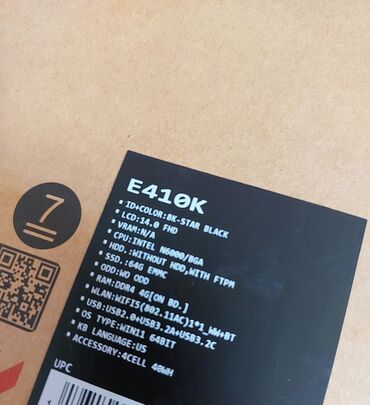 7
E410K
• ID+COLOR:BK-STAR BLACK
• LCD:14.0 FHD
• VRAM:N/A
• CPU:INTEL N6000/BGA
• HDD.:WITHOUT HDD,WITH FTPM
• SSD.:64G EMMC
• ODD:WO ODD
• RAM:DDR4 4G[ON BD.]
• WLAN:WIFI5(802.11AC)1*1_WW+BT
• USB:USB2.0+USB3.2A+USB3.2C
• OS TYPE:WIN11 64BIT
• KB LANGUAGE:US
• ACCESSORY:4CELL 40WH
UPC